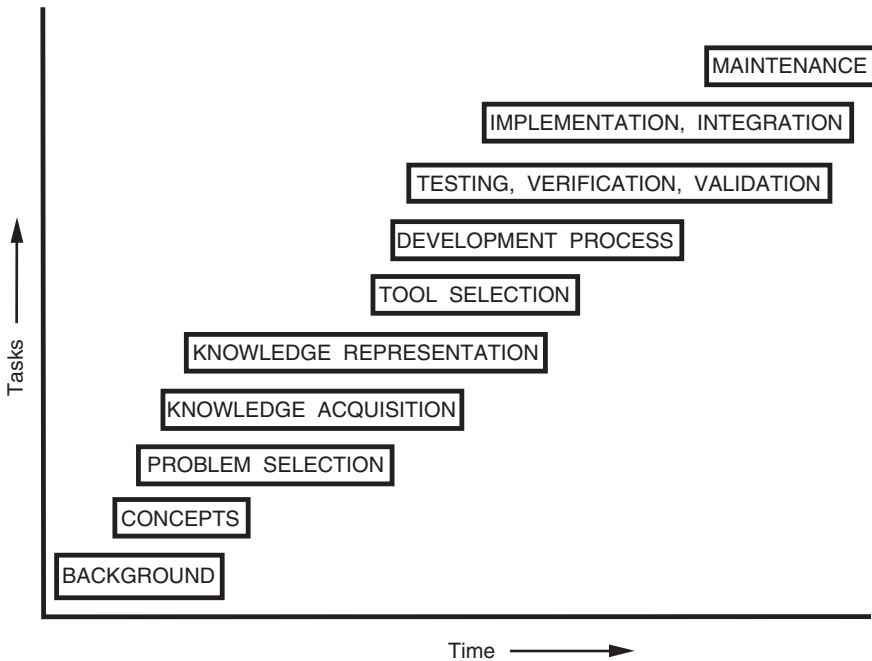 MAINTENANCE
IMPLEMENTATION, INTEGRATION
TESTING, VERIFICATION, VALIDATION
DEVELOPMENT PROCESS
TOOL SELECTION
KNOWLEDGE REPRESENTATION
KNOWLEDGE ACQUISITION
PROBLEM SELECTION
CONCEPTS
BACKGROUND
Tasks
Time